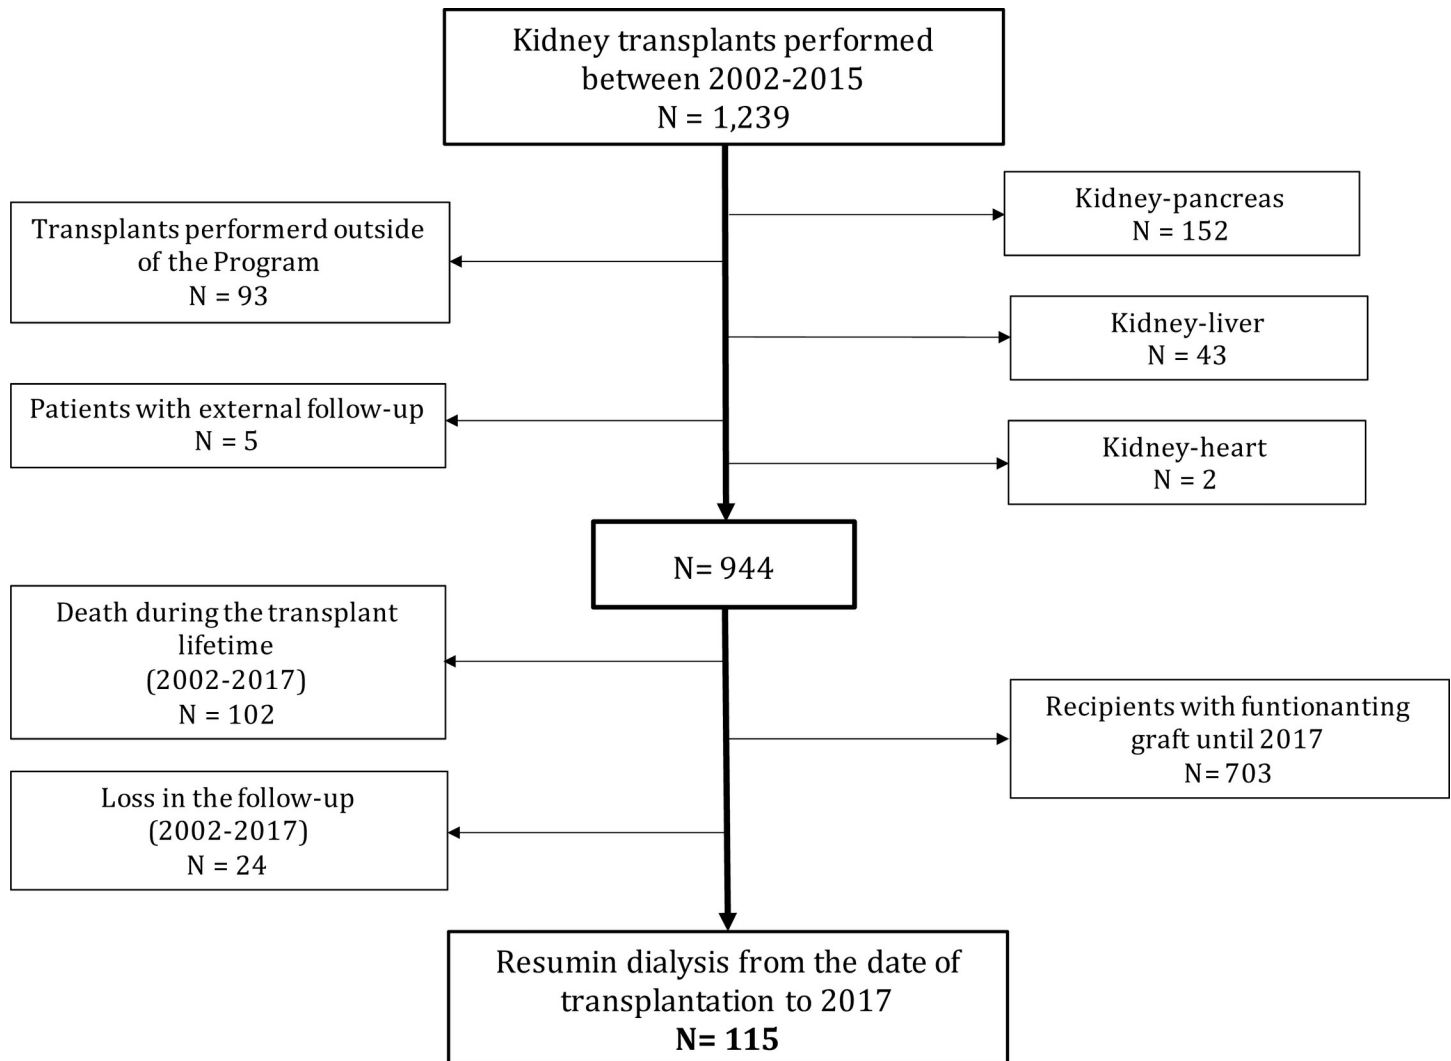 Kidney transplants performed
between 2002-2015
N = 1,239
Kidney-pancreas
N = 152
Transplants performerd outside
of the Program
N = 93
Kidney-liver
N = 43
Patients with external follow-up
N = 5
Kidney-heart
N = 2
N= 944
Death during the transplant
lifetime
(2002-2017)
N = 102
Recipients with funtionanting
graft until 2017
N= 703
Loss in the follow-up
(2002-2017)
N = 24
Resumin dialysis from the date of
transplantation to 2017
N= 115